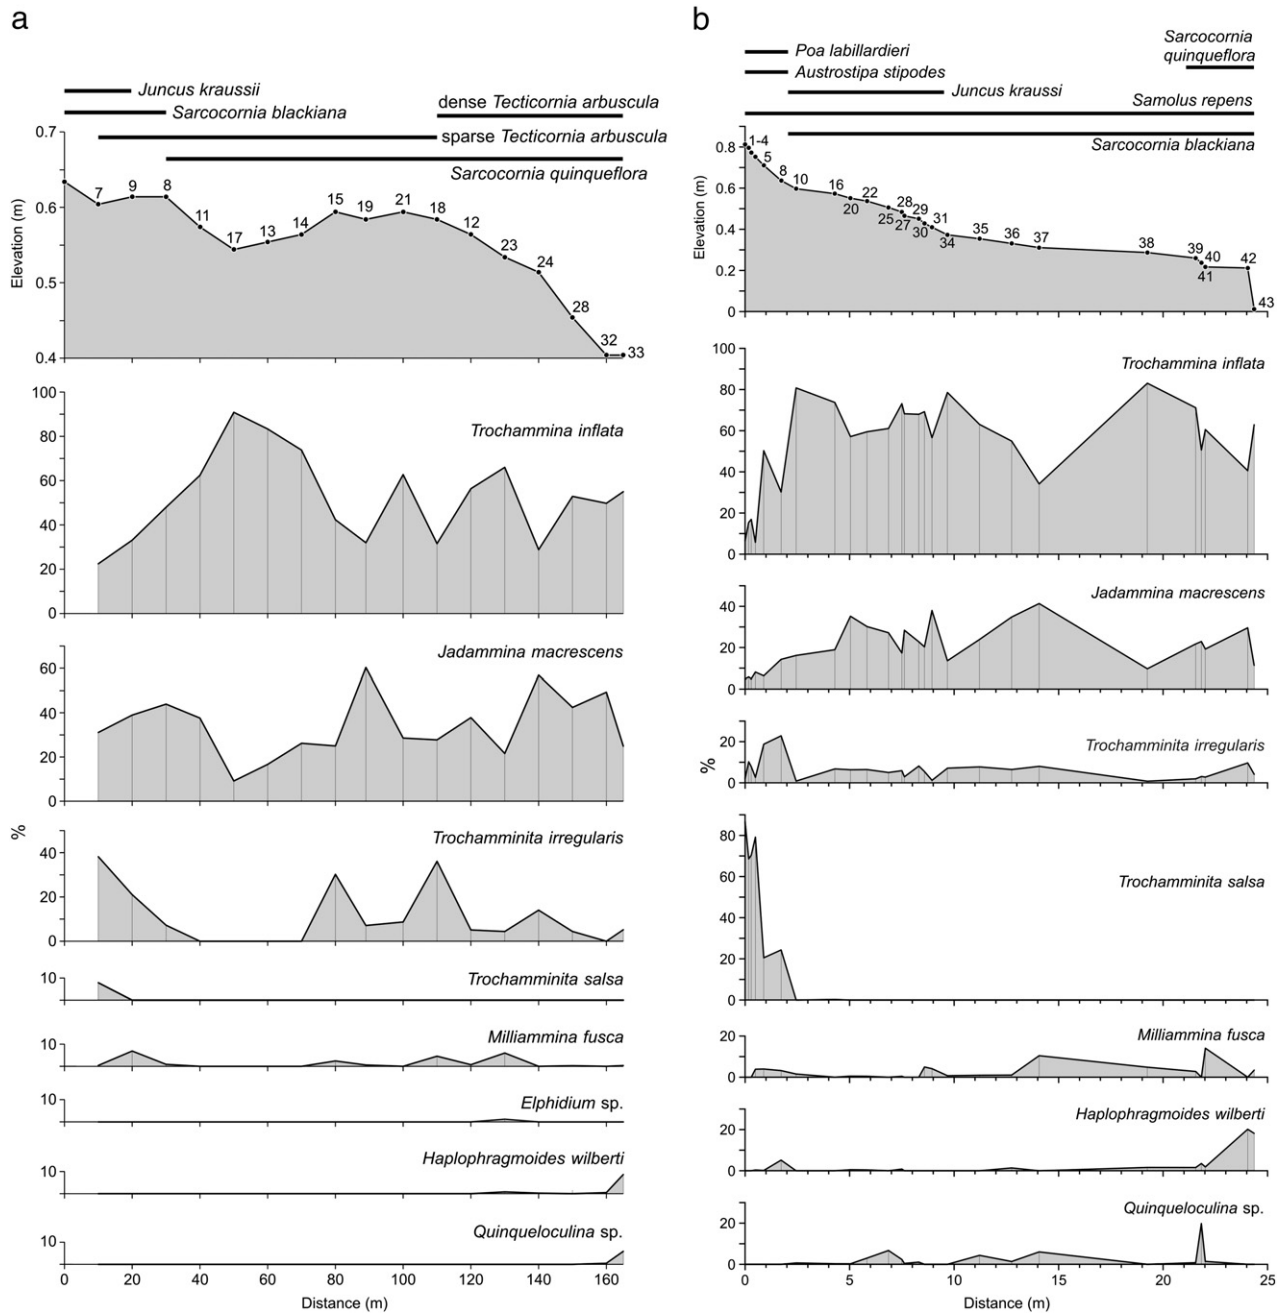 a
Juncus kraussii
Sarcocornia blackiana
dense Tecticornia arbuscula
sparse Tecticornia arbuscula
Sarcocornia quinqueflora
Elevation (m)
0.7
0.6
0.5
0.4
7
9
8
11
17
13
14
15
19
21
18
12
23
24
28
32
33
Trochammina inflata
100
80
60
40
20
0
Jadammina macrescens
60
40
20
0
%
Trochamminita irregularis
40
20
0
Trochamminita salsa
10
Milliammina fusca
10
Elphidium sp.
10
Haplophragmoides wilberti
10
Quinqueloculina sp.
10
0 20 40 60 80 100 120 140 160
Distance (m)
b
Poa labillardieri
Austrostipa stipodes
Sarcocornia
quinqueflora
Juncus kraussi
Samolus repens
Sarcocornia blackiana
Elevation (m)
0.8
0.6
0.4
0.2
0
1-4
5
8
10
16
20
22
25
28
27
29
30
31
34
35
36
37
38
39
40
41
42
43
Trochammina inflata
100
80
60
40
20
0
Jadammina macrescens
40
20
0
Trochamminita irregularis
20
0
%
Trochamminita salsa
80
60
40
20
0
Milliammina fusca
20
0
Haplophragmoides wilberti
20
0
Quinqueloculina sp.
20
0
0 5 10 15 20 25
Distance (m)